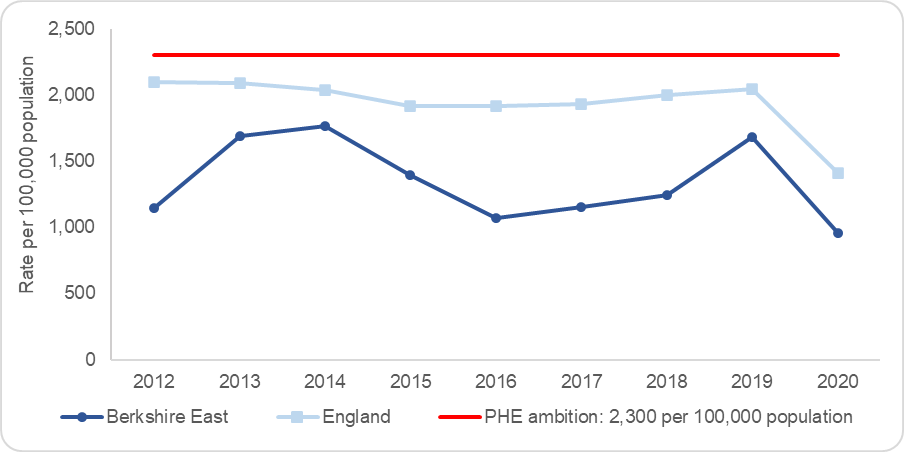 2,500
2,000
1,500
1,000
500
0
Rate per 100,000 population
2012 2013 2014 2015 2016 2017 2018 2019 2020
Berkshire East England PHE ambition: 2,300 per 100,000 population